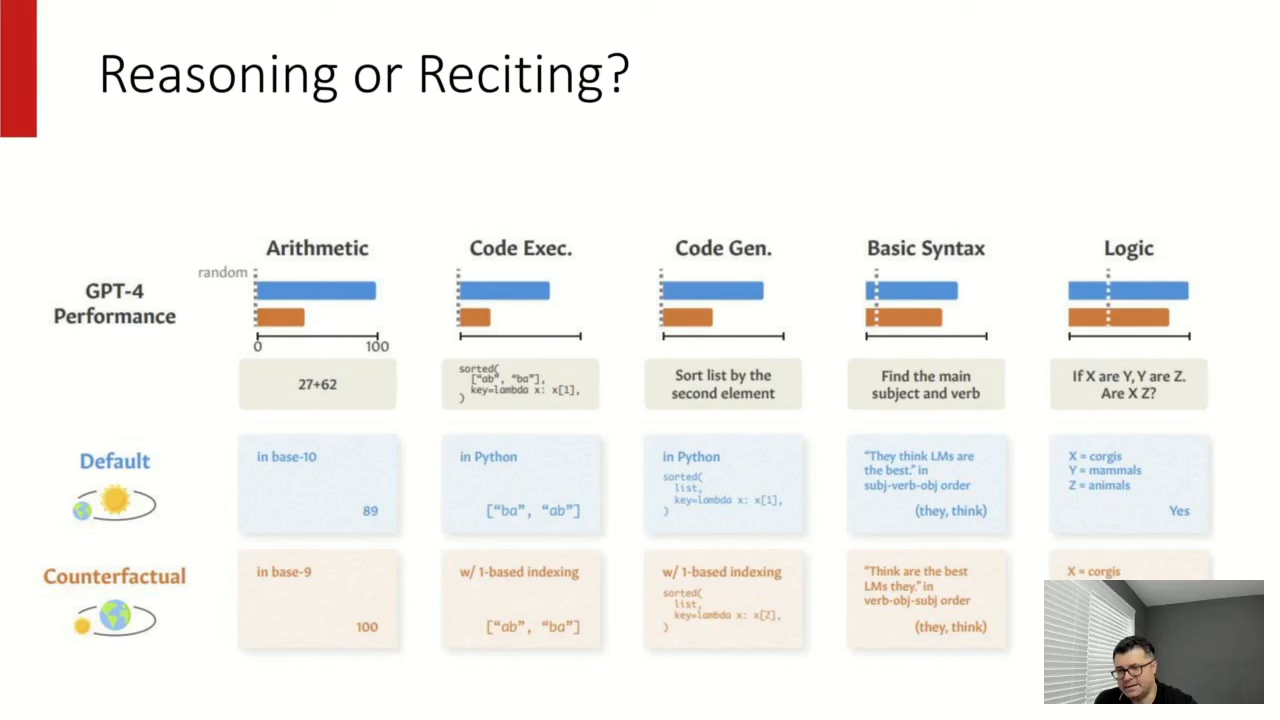 Reasoning or Reciting?
Arithmetic
Code Exec.
Code Gen.
Basic Syntax
Logic
random
GPT-4
Performance
0
100
27+62
sorted(
["ab", "ba"],
key=lambda x: x[1],
)
Sort list by the
second element
Find the main
subject and verb
If X are Y, Y are Z.
Are X Z?
Default
in base-10
89
in Python
["ba", "ab"]
in Python
sorted(
list,
key=lambda x: x[1],
)
"They think LMs are
the best." in
subj-verb-obj order
(they, think)
X = corgis
Y = mammals
Z = animals
Yes
Counterfactual
in base-9
100
w/ 1-based indexing
["ab", "ba"]
w/ 1-based indexing
sorted(
list,
key=lambda x: x[2],
)
"Think are the best
LMs they." in
verb-obj-subj order
(they, think)
X = corgis